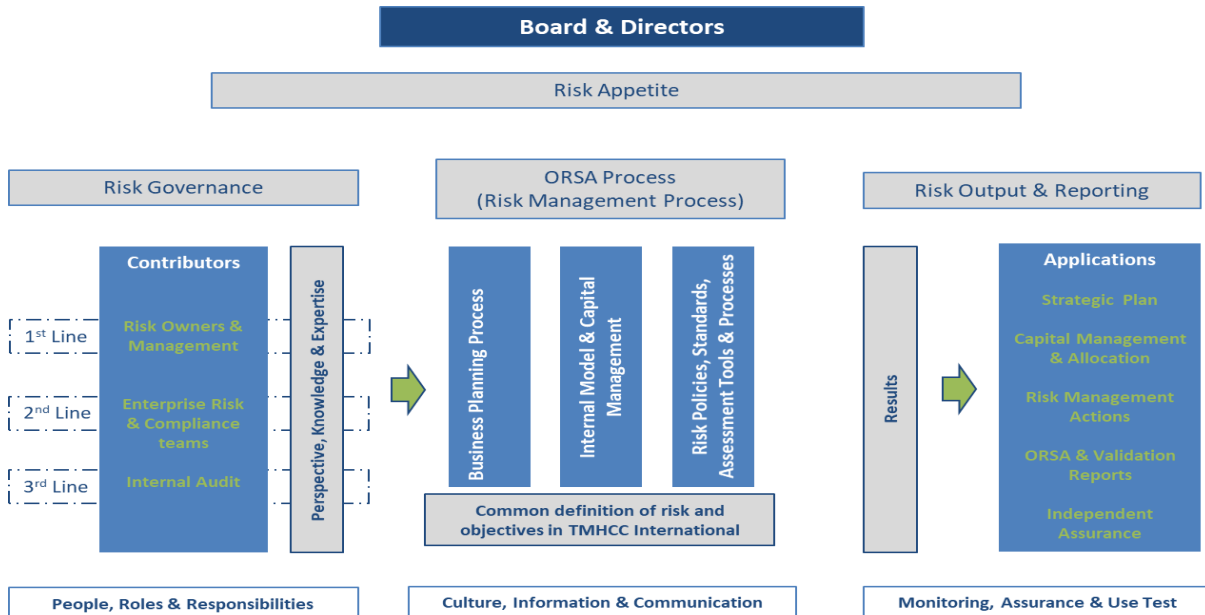 Board & Directors
Risk Appetite
Risk Governance
ORSA Process
(Risk Management Process)
Risk Output & Reporting
Contributors
1st Line
Risk Owners &
Management
2nd Line
Enterprise Risk
& Compliance
teams
3rd Line
Internal Audit
Perspective, Knowledge & Expertise
Business Planning Process
Internal Model & Capital
Management
Risk Policies, Standards,
Assessment Tools & Processes
Common definition of risk and
objectives in TMHCC International
Results
Applications
Strategic Plan
Capital Management
& Allocation
Risk Management
Actions
ORSA & Validation
Reports
Independent
Assurance
People, Roles & Responsibilities
Culture, Information & Communication
Monitoring, Assurance & Use Test